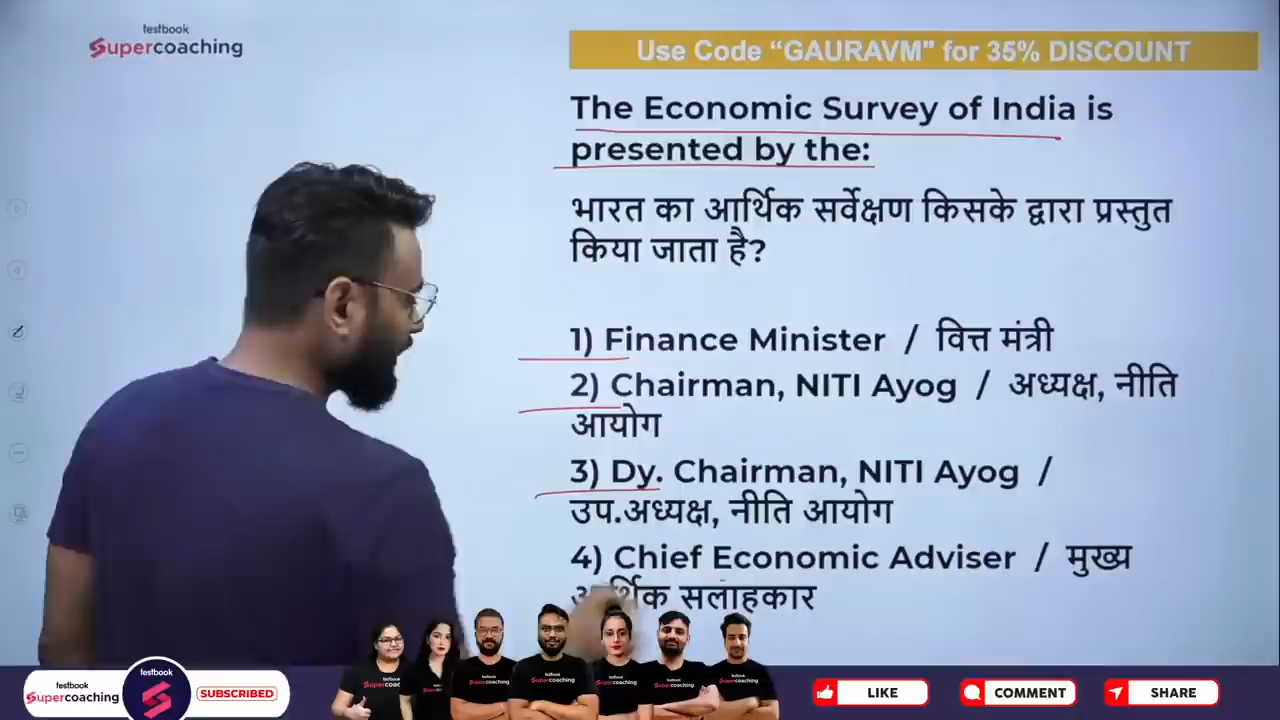 testbook
Supercoaching
Use Code “GAURAVM" for 35% DISCOUNT
The Economic Survey of India is
presented by the:
भारत का आर्थिक सर्वेक्षण किसके द्वारा प्रस्तुत
किया जाता है?
1) Finance Minister / वित्त मंत्री
2) Chairman, NITI Ayog / अध्यक्ष, नीति
आयोग
3) Dy. Chairman, NITI Ayog /
उप.अध्यक्ष, नीति आयोग
4) Chief Economic Adviser / मुख्य
आर्थिक सलाहकार
testbook
Supercoaching
testbook
SUBSCRIBED
LIKE
COMMENT
SHARE